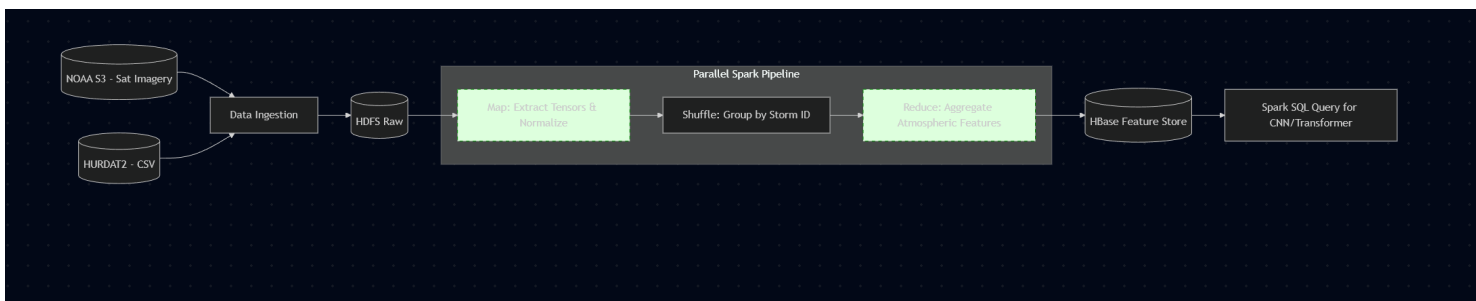 NOAA S3 - Sat Imagery
HURDAT2 - CSV
Data Ingestion
HDFS Raw
Parallel Spark Pipeline
Map: Extract Tensors &
Normalize
Shuffle: Group by Storm ID
Reduce: Aggregate
Atmospheric Features
HBase Feature Store
Spark SQL Query for
CNN/Transformer